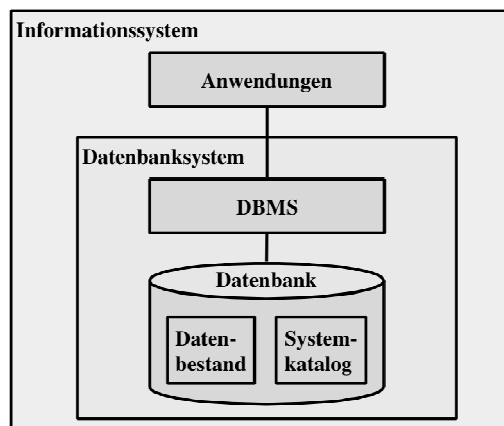 Informationssystem
Anwendungen
Datenbanksystem
DBMS
Datenbank
Daten-
bestand
System-
katalog